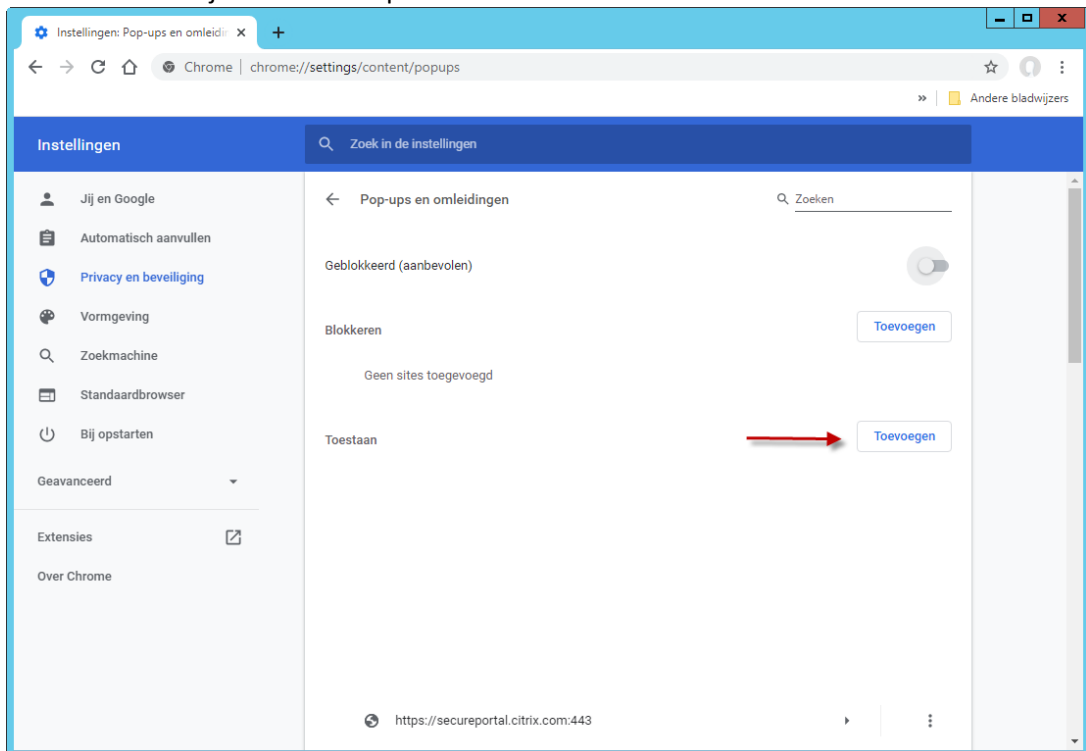 Instellingen: Pop-ups en omleidin
Chrome | chrome://settings/content/popups
Andere bladwijzers
Instellingen
Zoek in de instellingen
Jij en Google
Automatisch aanvullen
Privacy en beveiliging
Vormgeving
Zoekmachine
Standaardbrowser
Bij opstarten
Geavanceerd
Extensies
Over Chrome
Pop-ups en omleidingen
Zoeken
Geblokkeerd (aanbevolen)
Blokkeren
Toevoegen
Geen sites toegevoegd
Toestaan
Toevoegen
https://secureportal.citrix.com:443